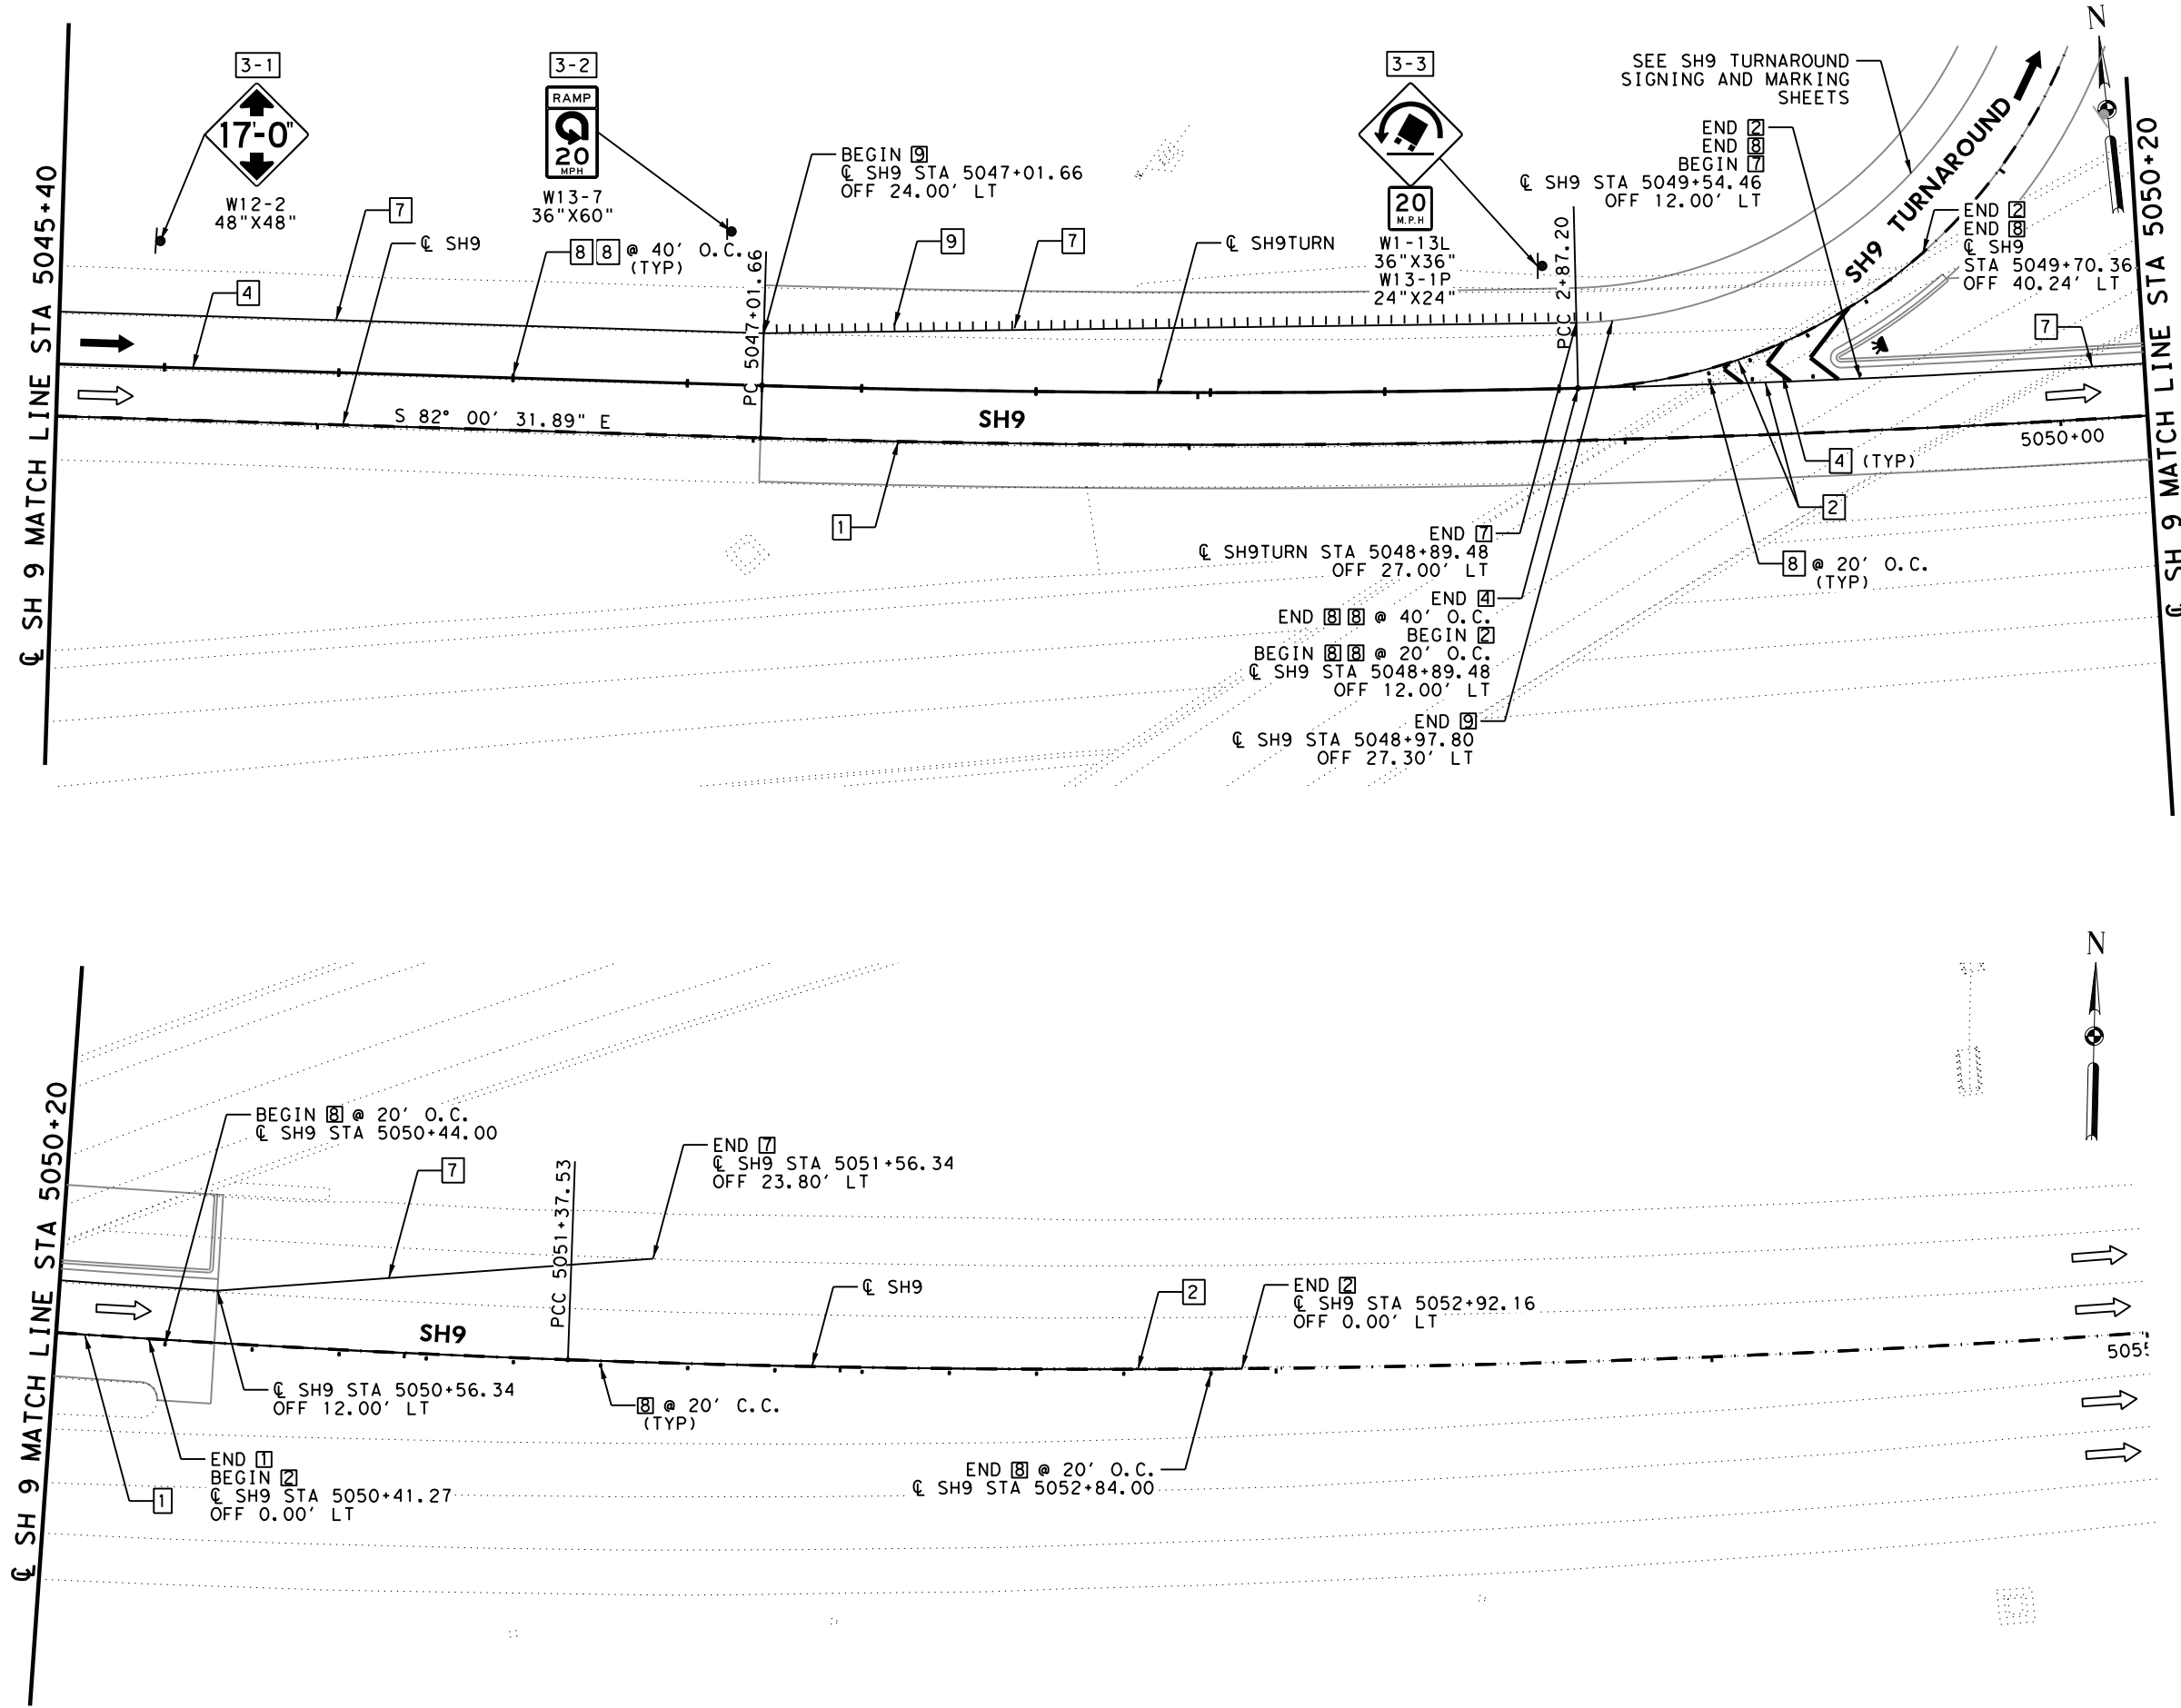 N
3-1
17'-0"
W12-2
48"X48"
3-2
RAMP
20
MPH
W13-7
36"X60"
3-3
20
M.P.H
W1-13L
36"X36"
W13-1P
24"X24"
SEE SH9 TURNAROUND
SIGNING AND MARKING
SHEETS
END 2
END 8
BEGIN 7
℄ SH9 STA 5049+54.46
OFF 12.00' LT
BEGIN 9
℄ SH9 STA 5047+01.66
OFF 24.00' LT
7
℄ SH9
8 8 @ 40' O.C.
(TYP)
9
7
℄ SH9TURN
4
SH9 TURNAROUND
END 2
END 8
℄ SH9
STA 5049+70.36
OFF 40.24' LT
7
℄ SH 9 MATCH LINE STA 5045+40
PC 5047+01.66
PCC 2+87.20
℄ SH 9 MATCH LINE STA 5050+20
S 82° 00' 31.89" E
SH9
5050+00
4 (TYP)
2
1
8 @ 20' O.C.
(TYP)
END 7
℄ SH9TURN STA 5048+89.48
OFF 27.00' LT
END 4
END 8 8 @ 40' O.C.
BEGIN 2
BEGIN 8 8 @ 20' O.C.
℄ SH9 STA 5048+89.48
OFF 12.00' LT
END 9
℄ SH9 STA 5048+97.80
OFF 27.30' LT
N
℄ SH 9 MATCH LINE STA 5050+20
BEGIN 8 @ 20' O.C.
℄ SH9 STA 5050+44.00
7
END 7
℄ SH9 STA 5051+56.34
OFF 23.80' LT
PCC 5051+37.53
℄ SH9
2
END 2
℄ SH9 STA 5052+92.16
OFF 0.00' LT
SH9
5055
℄ SH9 STA 5050+56.34
OFF 12.00' LT
8 @ 20' C.C.
(TYP)
END 1
BEGIN 2
℄ SH9 STA 5050+41.27
OFF 0.00' LT
1
END 8 @ 20' O.C.
℄ SH9 STA 5052+84.00